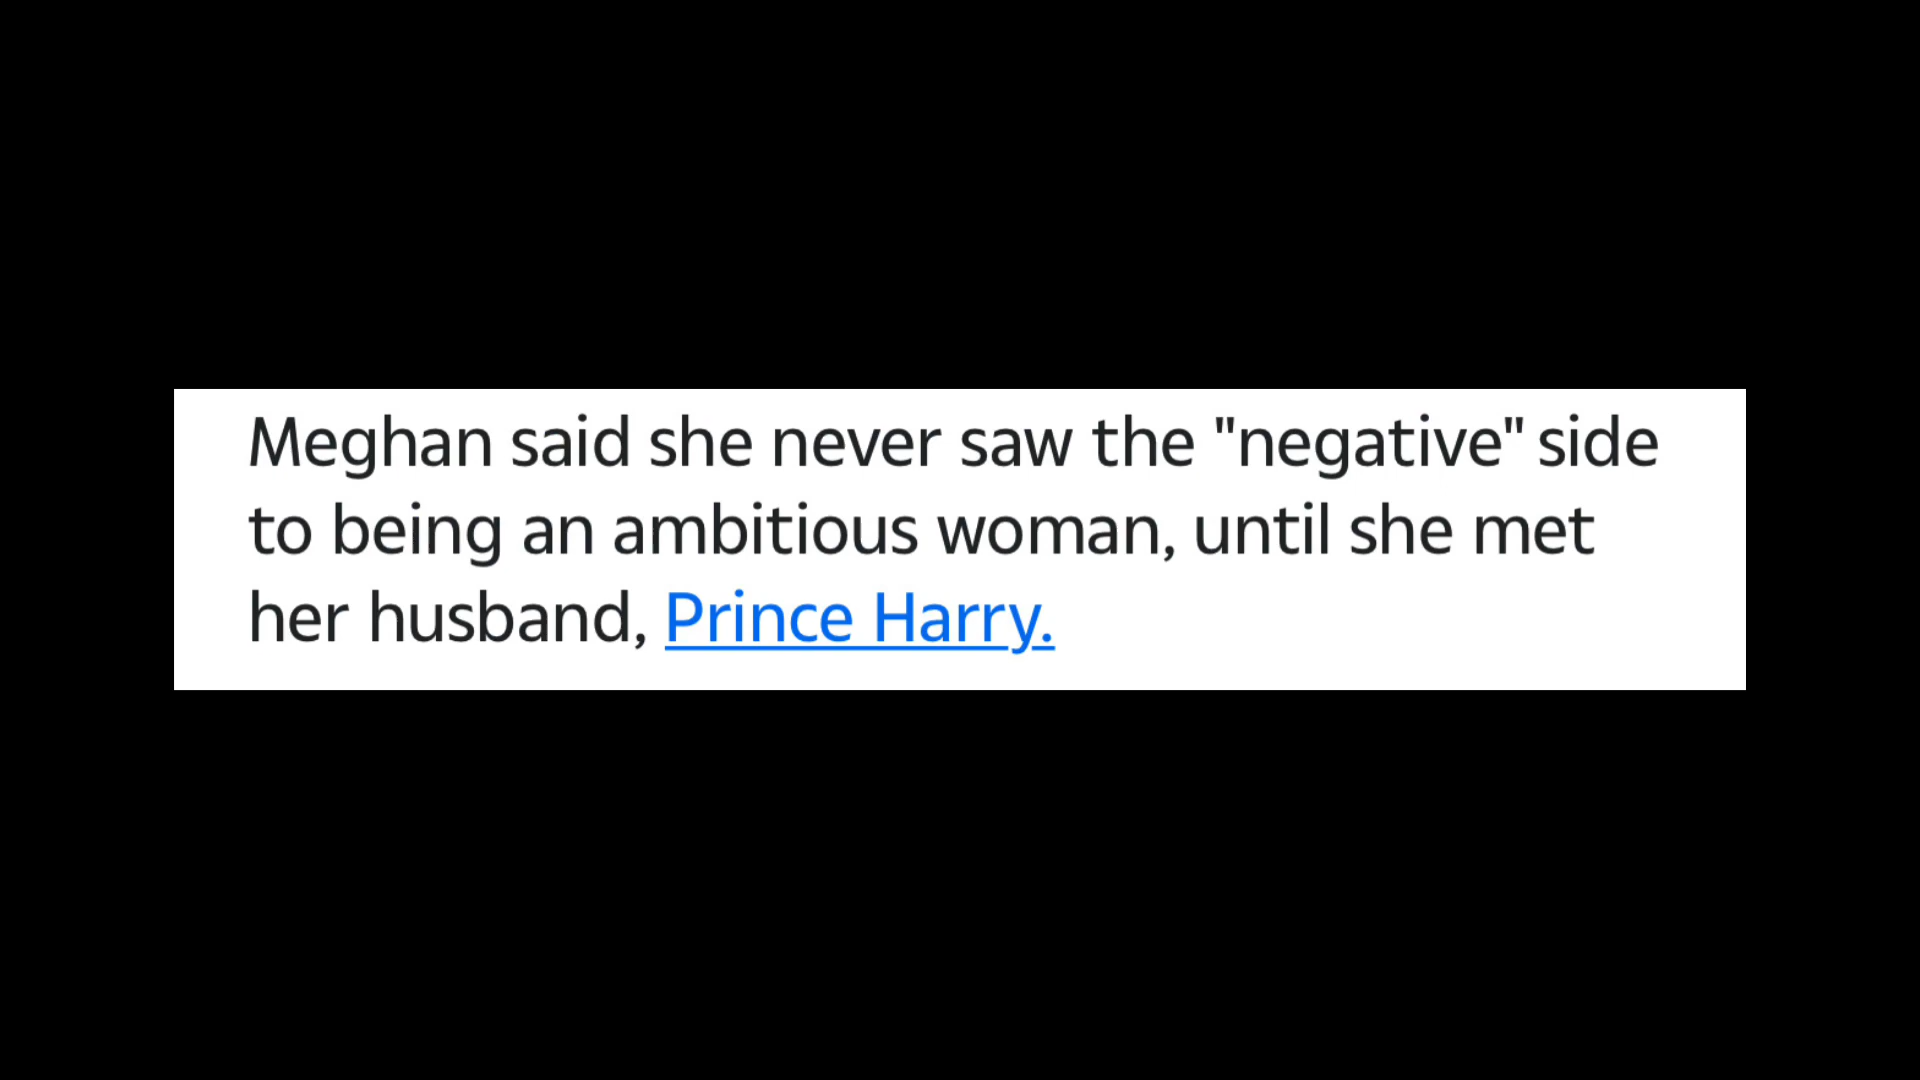 Meghan said she never saw the "negative" side
to being an ambitious woman, until she met
her husband, Prince Harry.